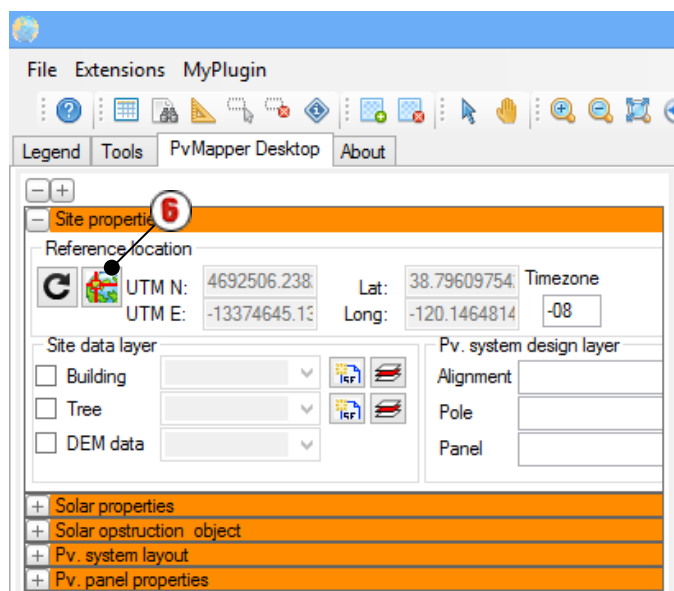 File Extensions MyPlugin
Legend Tools PvMapper Desktop About
Site propertie
6
Reference location
UTM N: 4692506.238 Lat: 38.79609754 Timezone
UTM E: -13374645.13 Long: -120.1464814 -08
Site data layer Pv. system design layer
Building Alignment
Tree Pole
DEM data Panel
Solar properties
Solar opstruction object
Pv. system layout
Pv. panel properties